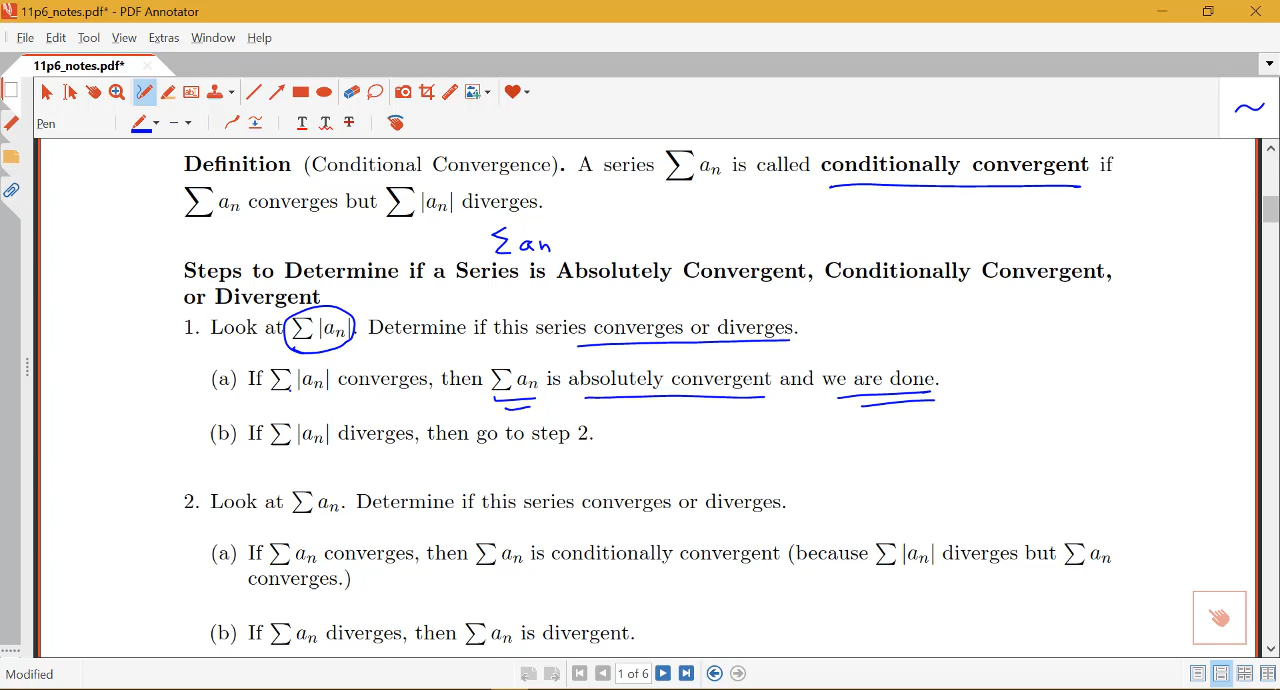 11p6_notes.pdf* - PDF Annotator
File Edit Tool View Extras Window Help
11p6_notes.pdf*
Pen
Definition (Conditional Convergence). A series ∑ aₙ is called conditionally convergent if
∑ aₙ converges but ∑ |aₙ| diverges.
∑ an
Steps to Determine if a Series is Absolutely Convergent, Conditionally Convergent,
or Divergent
1. Look at ∑ |aₙ|. Determine if this series converges or diverges.
(a) If ∑ |aₙ| converges, then ∑ aₙ is absolutely convergent and we are done.
(b) If ∑ |aₙ| diverges, then go to step 2.
2. Look at ∑ aₙ. Determine if this series converges or diverges.
(a) If ∑ aₙ converges, then ∑ aₙ is conditionally convergent (because ∑ |aₙ| diverges but ∑ aₙ
converges.)
(b) If ∑ aₙ diverges, then ∑ aₙ is divergent.
Modified
1 of 6